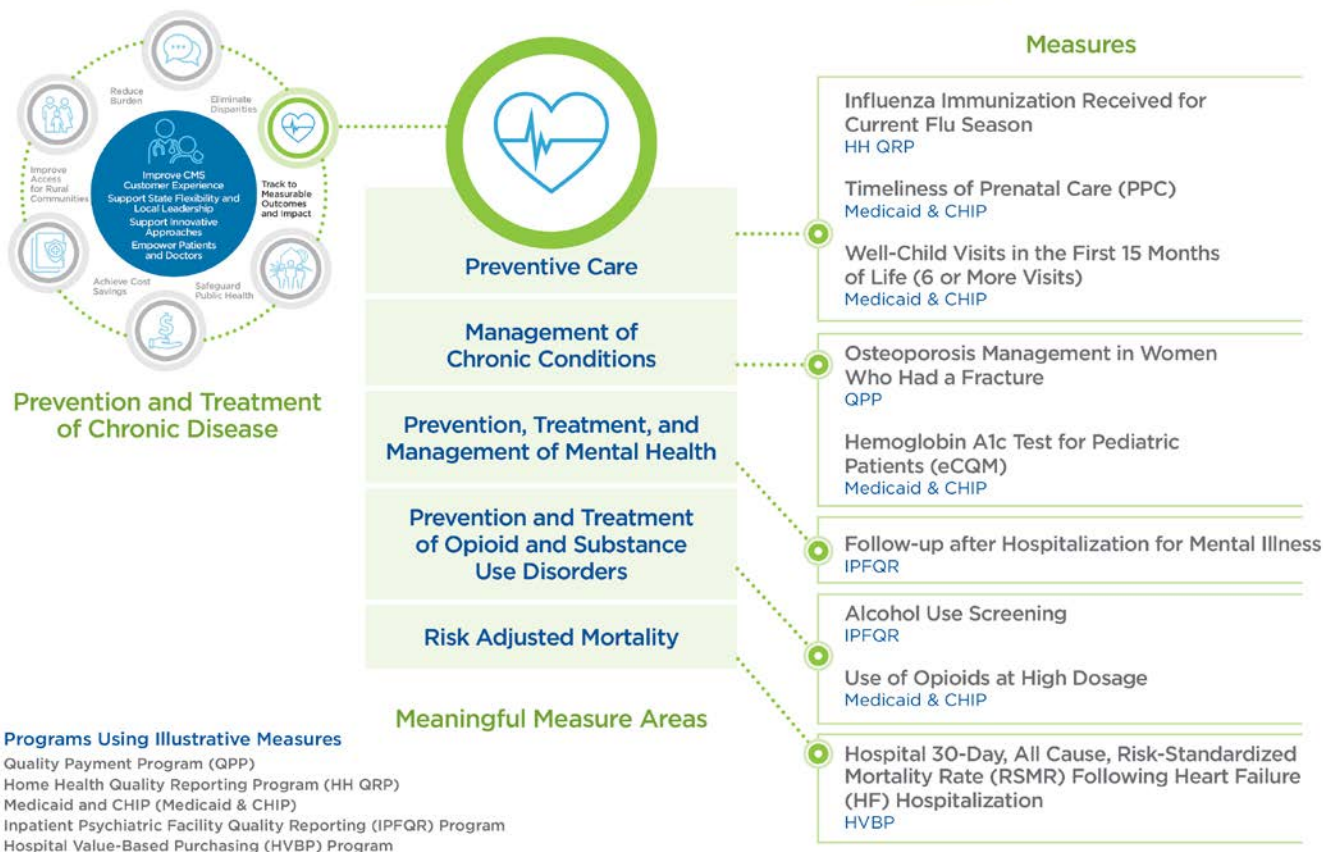 Reduce
Burden
Eliminate
Disparities
Improve
Access
for Rural
Communities
Improve CMS
Customer Experience
Support State Flexibility and
Local Leadership
Support Innovative
Approaches
Empower Patients
and Doctors
Track to
Measurable
Outcomes
and Impact
Achieve Cost
Savings
Safeguard
Public Health
$
Prevention and Treatment
of Chronic Disease
Preventive Care
Management of
Chronic Conditions
Prevention, Treatment, and
Management of Mental Health
Prevention and Treatment
of Opioid and Substance
Use Disorders
Risk Adjusted Mortality
Meaningful Measure Areas
Measures
Influenza Immunization Received for
Current Flu Season
HH QRP
Timeliness of Prenatal Care (PPC)
Medicaid & CHIP
Well-Child Visits in the First 15 Months
of Life (6 or More Visits)
Medicaid & CHIP
Osteoporosis Management in Women
Who Had a Fracture
QPP
Hemoglobin A1c Test for Pediatric
Patients (eCQM)
Medicaid & CHIP
Follow-up after Hospitalization for Mental Illness
IPFQR
Alcohol Use Screening
IPFQR
Use of Opioids at High Dosage
Medicaid & CHIP
Hospital 30-Day, All Cause, Risk-Standardized
Mortality Rate (RSMR) Following Heart Failure
(HF) Hospitalization
HVBP
Programs Using Illustrative Measures
Quality Payment Program (QPP)
Home Health Quality Reporting Program (HH QRP)
Medicaid and CHIP (Medicaid & CHIP)
Inpatient Psychiatric Facility Quality Reporting (IPFQR) Program
Hospital Value-Based Purchasing (HVBP) Program